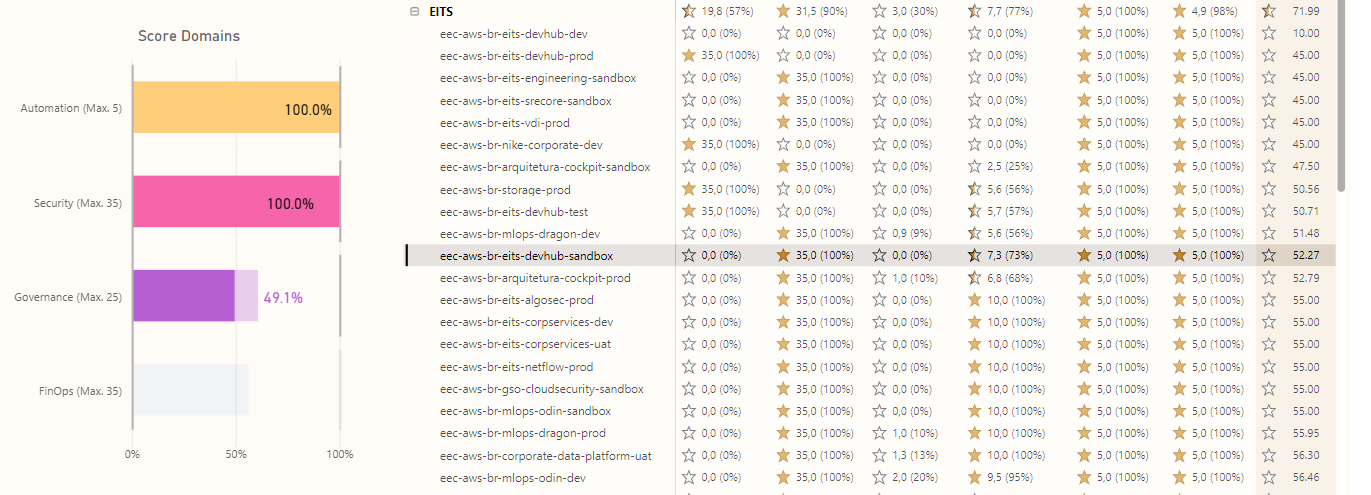 Score Domains
Automation (Max. 5)
100.0%
Security (Max. 35)
100.0%
Governance (Max. 25)
49.1%
FinOps (Max. 35)
0%
50%
100%
EITS 19,8 (57%) 31,5 (90%) 3,0 (30%) 7,7 (77%) 5,0 (100%) 4,9 (98%) 71.99
eec-aws-br-eits-devhub-dev 0,0 (0%) 0,0 (0%) 0,0 (0%) 0,0 (0%) 5,0 (100%) 5,0 (100%) 10.00
eec-aws-br-eits-devhub-prod 35,0 (100%) 0,0 (0%) 0,0 (0%) 0,0 (0%) 5,0 (100%) 5,0 (100%) 45.00
eec-aws-br-eits-engineering-sandbox 0,0 (0%) 35,0 (100%) 0,0 (0%) 0,0 (0%) 5,0 (100%) 5,0 (100%) 45.00
eec-aws-br-eits-srecore-sandbox 0,0 (0%) 35,0 (100%) 0,0 (0%) 0,0 (0%) 5,0 (100%) 5,0 (100%) 45.00
eec-aws-br-eits-vdi-prod 0,0 (0%) 35,0 (100%) 0,0 (0%) 0,0 (0%) 5,0 (100%) 5,0 (100%) 45.00
eec-aws-br-nike-corporate-dev 35,0 (100%) 0,0 (0%) 0,0 (0%) 0,0 (0%) 5,0 (100%) 5,0 (100%) 45.00
eec-aws-br-arquitetura-cockpit-sandbox 0,0 (0%) 35,0 (100%) 0,0 (0%) 2,5 (25%) 5,0 (100%) 5,0 (100%) 47.50
eec-aws-br-storage-prod 35,0 (100%) 0,0 (0%) 0,0 (0%) 5,6 (56%) 5,0 (100%) 5,0 (100%) 50.56
eec-aws-br-eits-devhub-test 35,0 (100%) 0,0 (0%) 0,0 (0%) 5,7 (57%) 5,0 (100%) 5,0 (100%) 50.71
eec-aws-br-mlops-dragon-dev 0,0 (0%) 35,0 (100%) 0,9 (9%) 5,6 (56%) 5,0 (100%) 5,0 (100%) 51.48
eec-aws-br-eits-devhub-sandbox 0,0 (0%) 35,0 (100%) 0,0 (0%) 7,3 (73%) 5,0 (100%) 5,0 (100%) 52.27
eec-aws-br-arquitetura-cockpit-prod 0,0 (0%) 35,0 (100%) 1,0 (10%) 6,8 (68%) 5,0 (100%) 5,0 (100%) 52.79
eec-aws-br-eits-algosec-prod 0,0 (0%) 35,0 (100%) 0,0 (0%) 10,0 (100%) 5,0 (100%) 5,0 (100%) 55.00
eec-aws-br-eits-corpservices-dev 0,0 (0%) 35,0 (100%) 0,0 (0%) 10,0 (100%) 5,0 (100%) 5,0 (100%) 55.00
eec-aws-br-eits-corpservices-uat 0,0 (0%) 35,0 (100%) 0,0 (0%) 10,0 (100%) 5,0 (100%) 5,0 (100%) 55.00
eec-aws-br-eits-netflow-prod 0,0 (0%) 35,0 (100%) 0,0 (0%) 10,0 (100%) 5,0 (100%) 5,0 (100%) 55.00
eec-aws-br-gso-cloudsecurity-sandbox 0,0 (0%) 35,0 (100%) 0,0 (0%) 10,0 (100%) 5,0 (100%) 5,0 (100%) 55.00
eec-aws-br-mlops-odin-sandbox 0,0 (0%) 35,0 (100%) 0,0 (0%) 10,0 (100%) 5,0 (100%) 5,0 (100%) 55.00
eec-aws-br-mlops-dragon-prod 0,0 (0%) 35,0 (100%) 1,0 (10%) 10,0 (100%) 5,0 (100%) 5,0 (100%) 55.95
eec-aws-br-corporate-data-platform-uat 0,0 (0%) 35,0 (100%) 1,3 (13%) 10,0 (100%) 5,0 (100%) 5,0 (100%) 56.30
eec-aws-br-mlops-odin-dev 0,0 (0%) 35,0 (100%) 2,0 (20%) 9,5 (95%) 5,0 (100%) 5,0 (100%) 56.46